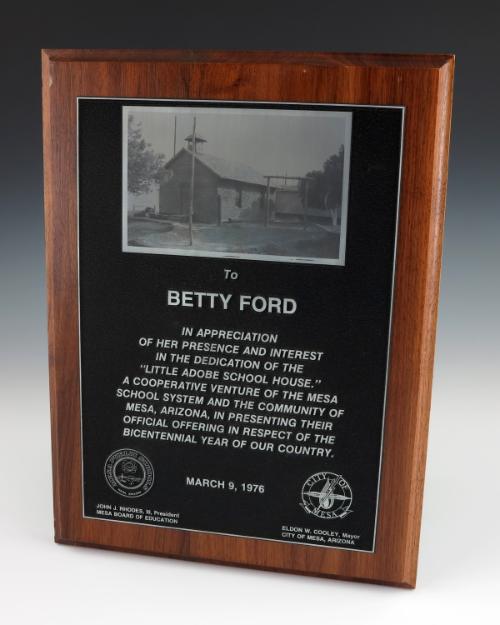 To
BETTY FORD
IN APPRECIATION
OF HER PRESENCE AND INTEREST
IN THE DEDICATION OF THE
"LITTLE ADOBE SCHOOL HOUSE."
A COOPERATIVE VENTURE OF THE MESA
SCHOOL SYSTEM AND THE COMMUNITY OF
MESA, ARIZONA, IN PRESENTING THEIR
OFFICIAL OFFERING IN RESPECT OF THE
BICENTENNIAL YEAR OF OUR COUNTRY.
MARCH 9, 1976
CITY OF
MESA
JOHN J. RHODES, III, President
MESA BOARD OF EDUCATION
ELDON W. COOLEY, Mayor
CITY OF MESA, ARIZONA